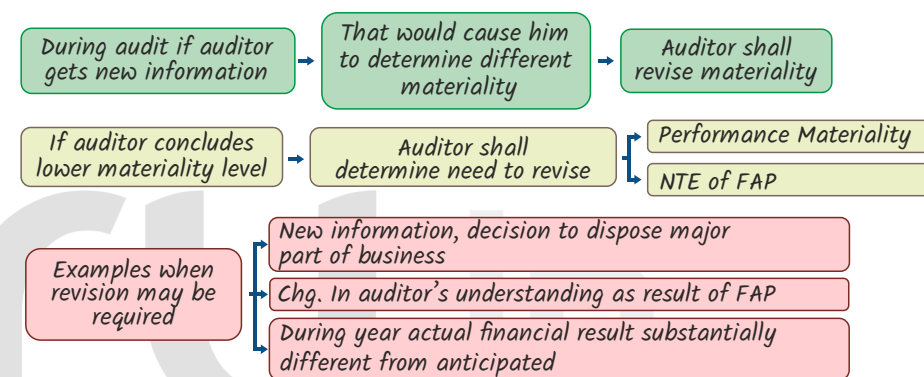 During audit if auditor
gets new information
That would cause him
to determine different
materiality
Auditor shall
revise materiality
If auditor concludes
lower materiality level
Auditor shall
determine need to revise
Performance Materiality
NTE of FAP
Examples when
revision may be
required
New information, decision to dispose major
part of business
Chg. In auditor's understanding as result of FAP
During year actual financial result substantially
different from anticipated